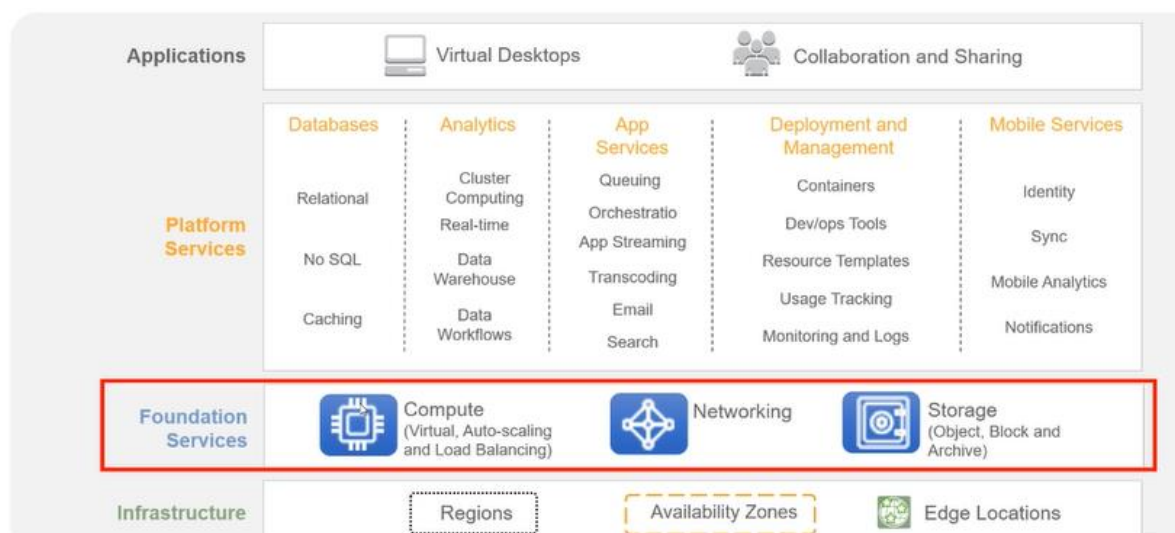 Applications
Virtual Desktops
Collaboration and Sharing
Platform
Services
Databases
Relational
No SQL
Caching
Analytics
Cluster
Computing
Real-time
Data
Warehouse
Data
Workflows
App
Services
Queuing
Orchestratio
App Streaming
Transcoding
Email
Search
Deployment and
Management
Containers
Dev/ops Tools
Resource Templates
Usage Tracking
Monitoring and Logs
Mobile Services
Identity
Sync
Mobile Analytics
Notifications
Foundation
Services
Compute
(Virtual, Auto-scaling
and Load Balancing)
Networking
Storage
(Object, Block and
Archive)
Infrastructure
Regions
Availability Zones
Edge Locations